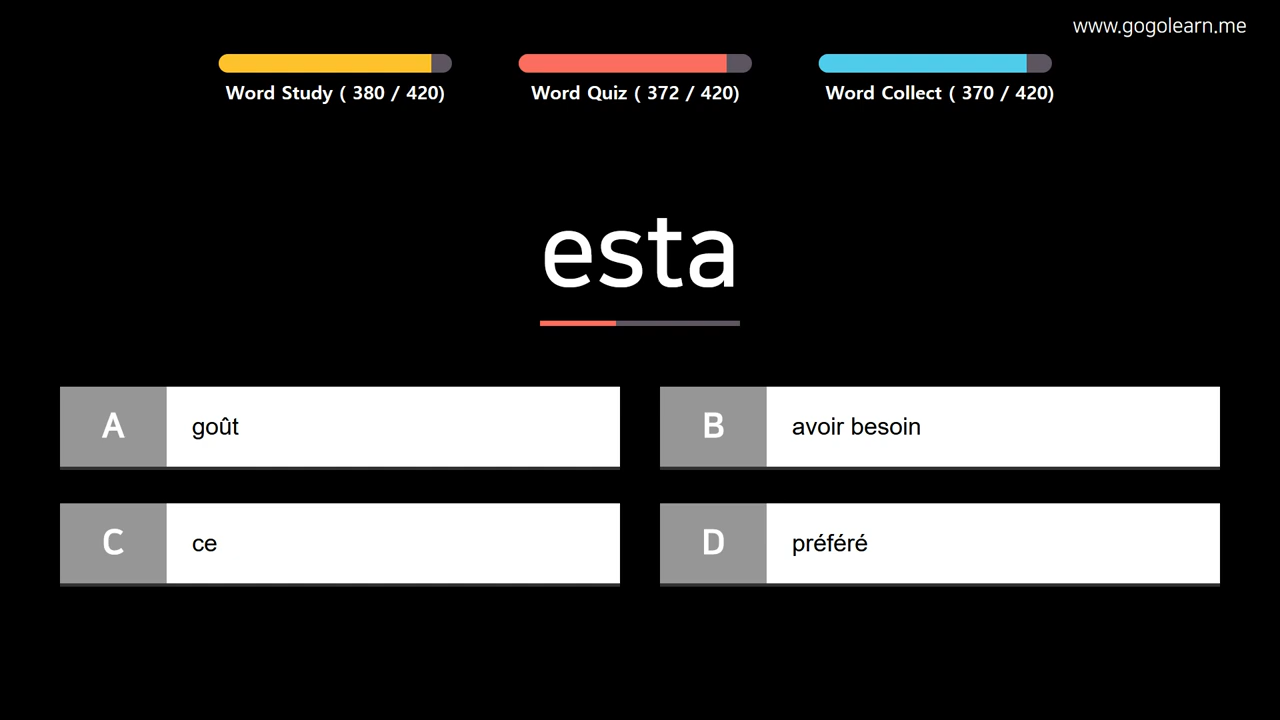 www.gogolearn.me
Word Study ( 380 / 420)
Word Quiz ( 372 / 420)
Word Collect ( 370 / 420)
esta
A
goût
B
avoir besoin
C
ce
D
préféré